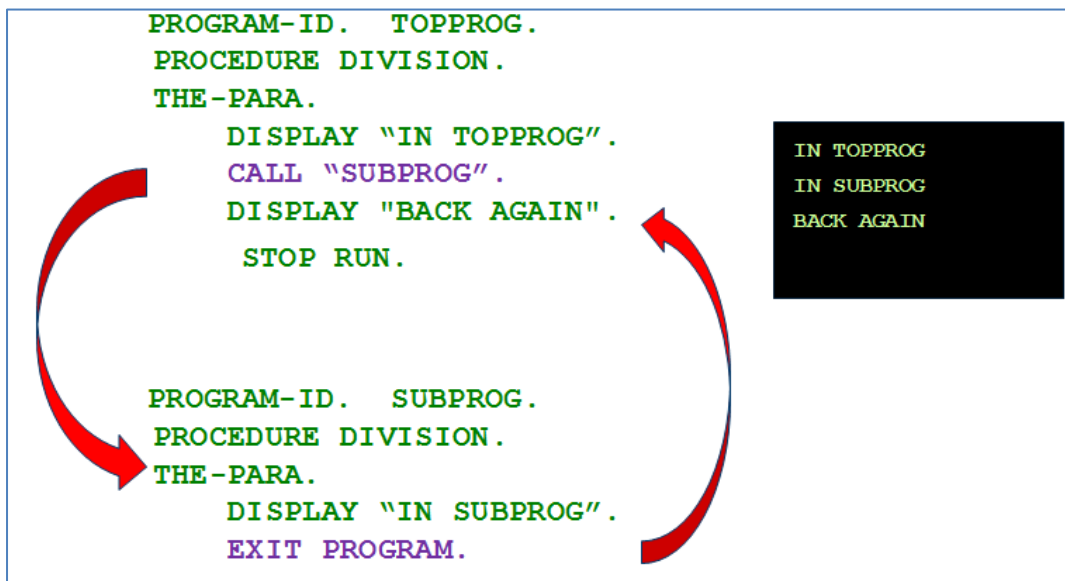 PROGRAM-ID. TOPPROG.
PROCEDURE DIVISION.
THE-PARA.
DISPLAY “IN TOPPROG”.
CALL “SUBPROG”.
DISPLAY "BACK AGAIN".
STOP RUN.
IN TOPPROG
IN SUBPROG
BACK AGAIN
PROGRAM-ID. SUBPROG.
PROCEDURE DIVISION.
THE-PARA.
DISPLAY “IN SUBPROG”.
EXIT PROGRAM.